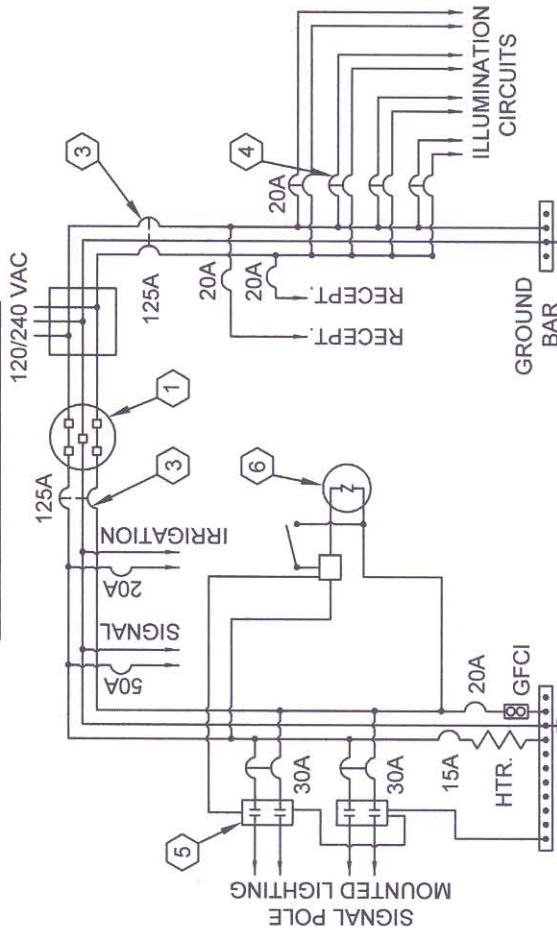 120/240 VAC
125A
1
3
125A
3
20A
IRRIGATION
50A
SIGNAL
20A
20A
RECEPT.
RECEPT.
20A
4
ILLUMINATION
CIRCUITS
GROUND
BAR
6
5
30A
30A
15A
HTR.
20A
GFCI
SIGNAL POLE
MOUNTED LIGHTING